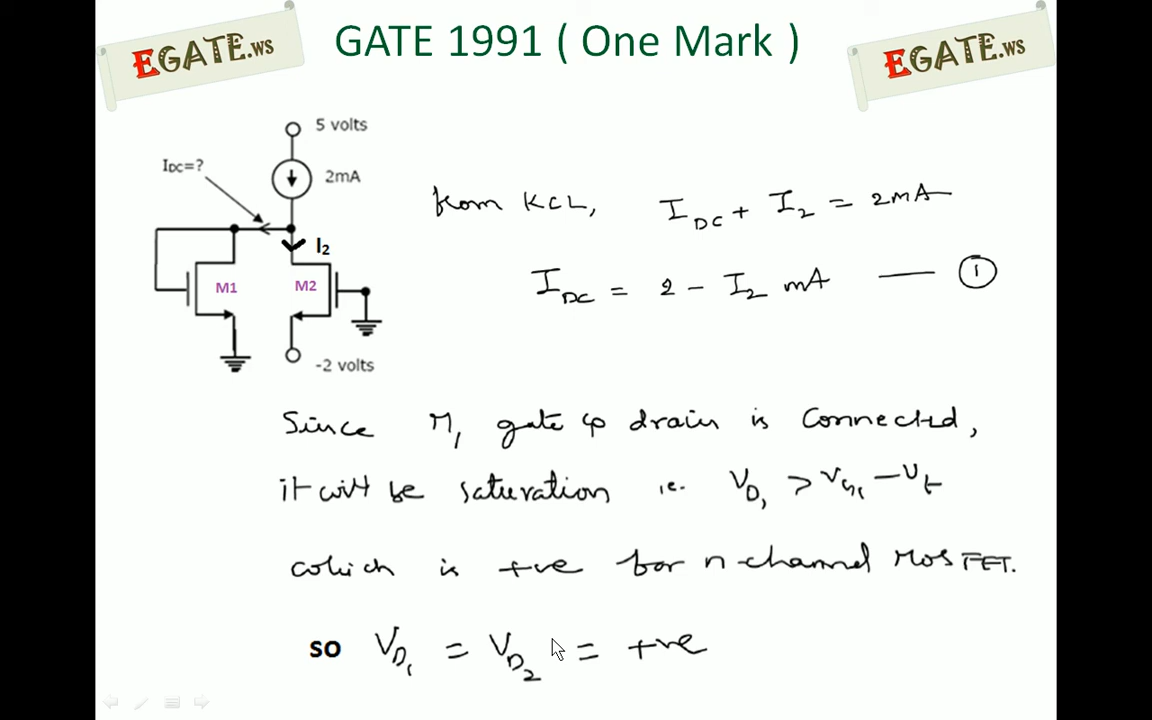 EGATE.ws
GATE 1991 ( One Mark )
EGATE.ws
5 volts
IDC=?
2mA
I2
M1
M2
-2 volts
from KCL, IDC + I2 = 2mA
IDC = 2 - I2 mA —— ①
Since M1 gate & drain is connected,
it will be saturation ie. VD1 > VG1 - Vt
which is +ve for n channel MOSFET.
so VD1 = VD2 = +ve